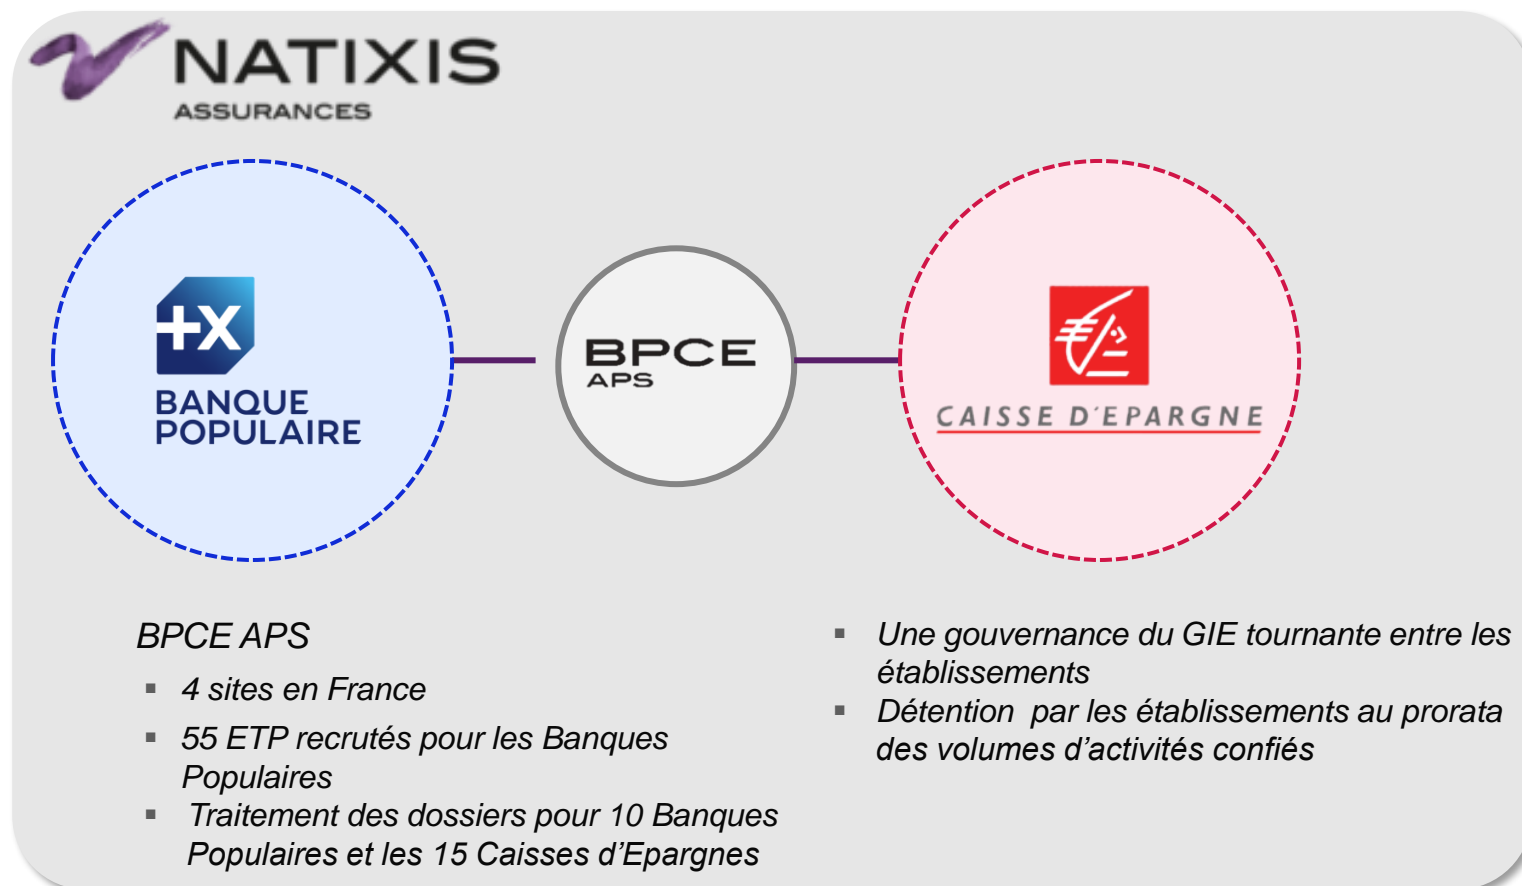 NATIXIS
ASSURANCES
+X
BANQUE
POPULAIRE
BPCE
APS
CAISSE D'EPARGNE
BPCE APS
▪ 4 sites en France
▪ 55 ETP recrutés pour les Banques
Populaires
▪ Traitement des dossiers pour 10 Banques
Populaires et les 15 Caisses d’Epargnes
▪ Une gouvernance du GIE tournante entre les
établissements
▪ Détention par les établissements au prorata
des volumes d’activités confiés